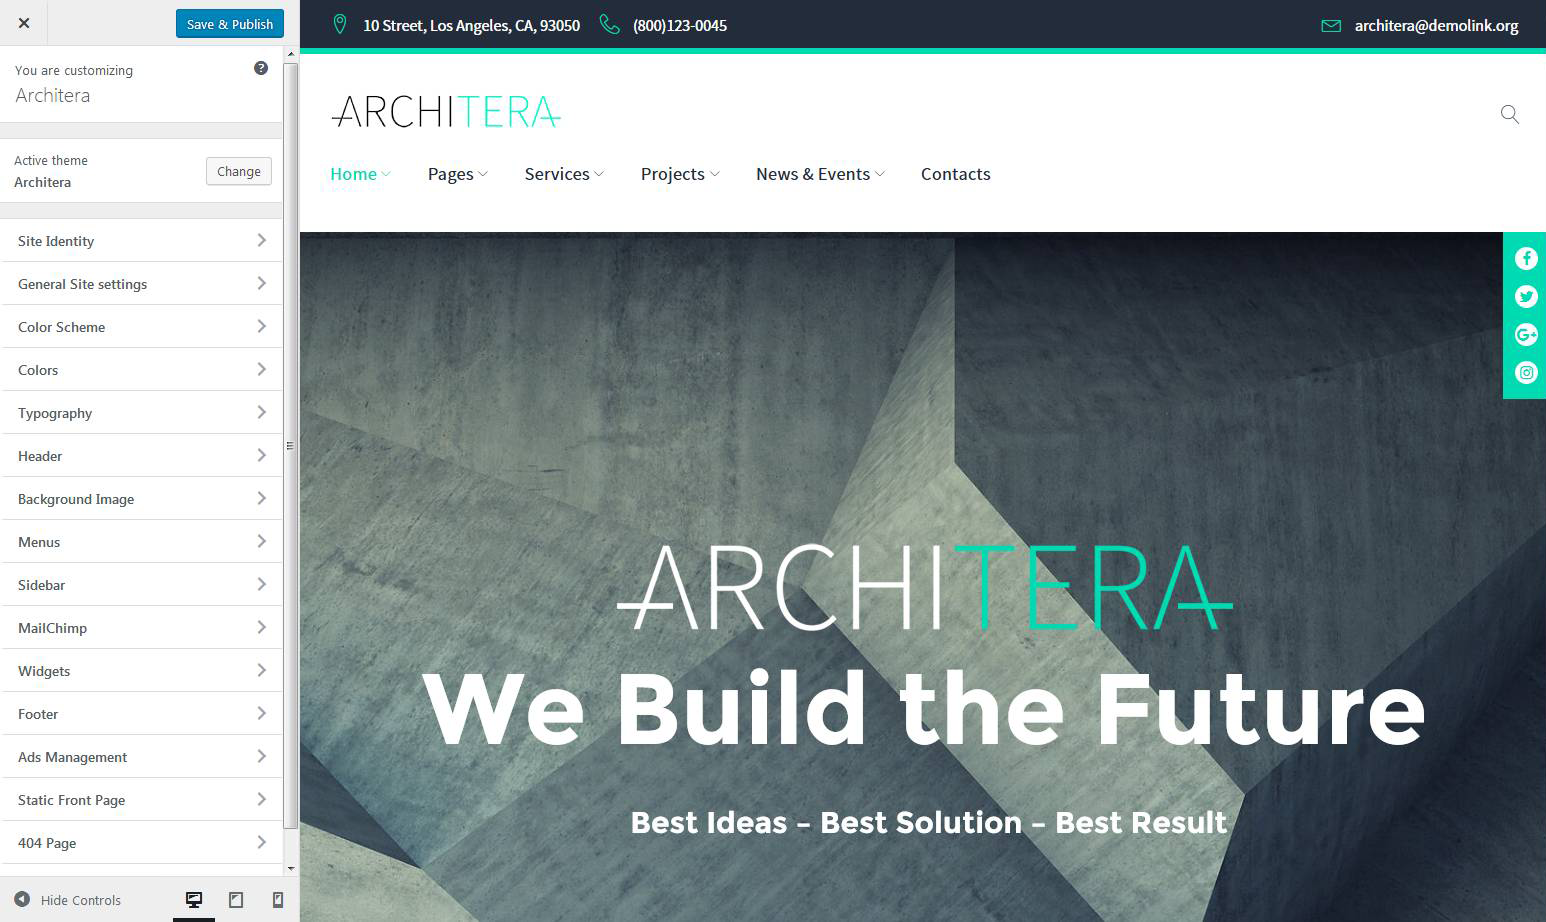 Save & Publish
You are customizing
Architera
Active theme
Architera
Change
Site Identity
General Site settings
Color Scheme
Colors
Typography
Header
Background Image
Menus
Sidebar
MailChimp
Widgets
Footer
Ads Management
Static Front Page
404 Page
Hide Controls
10 Street, Los Angeles, CA, 93050 (800)123-0045 architera@demolink.org
ARCHITERA
Home Pages Services Projects News & Events Contacts
ARCHITERA
We Build the Future
Best Ideas – Best Solution – Best Result